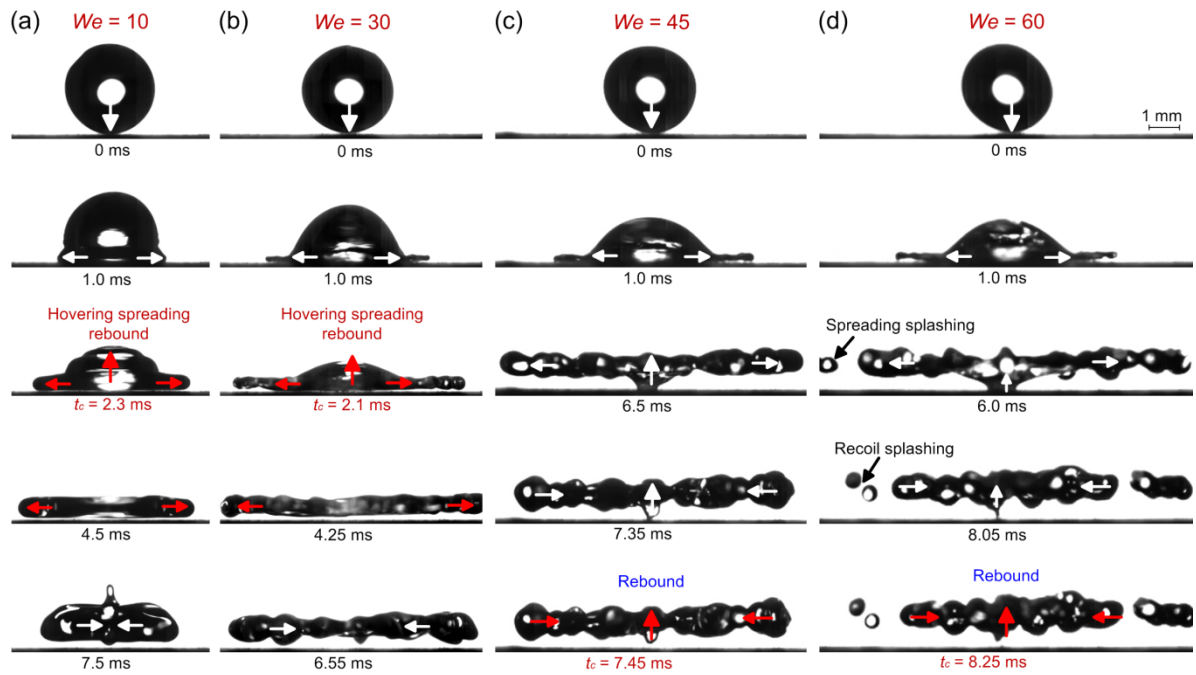 (a) We = 10 (b) We = 30 (c) We = 45 (d) We = 60
1 mm
0 ms 0 ms 0 ms 0 ms
1.0 ms 1.0 ms 1.0 ms 1.0 ms
Hovering spreading
rebound
Hovering spreading
rebound
Spreading splashing
tc = 2.3 ms tc = 2.1 ms 6.5 ms 6.0 ms
Recoil splashing
4.5 ms 4.25 ms 7.35 ms 8.05 ms
Rebound Rebound
7.5 ms 6.55 ms tc = 7.45 ms tc = 8.25 ms